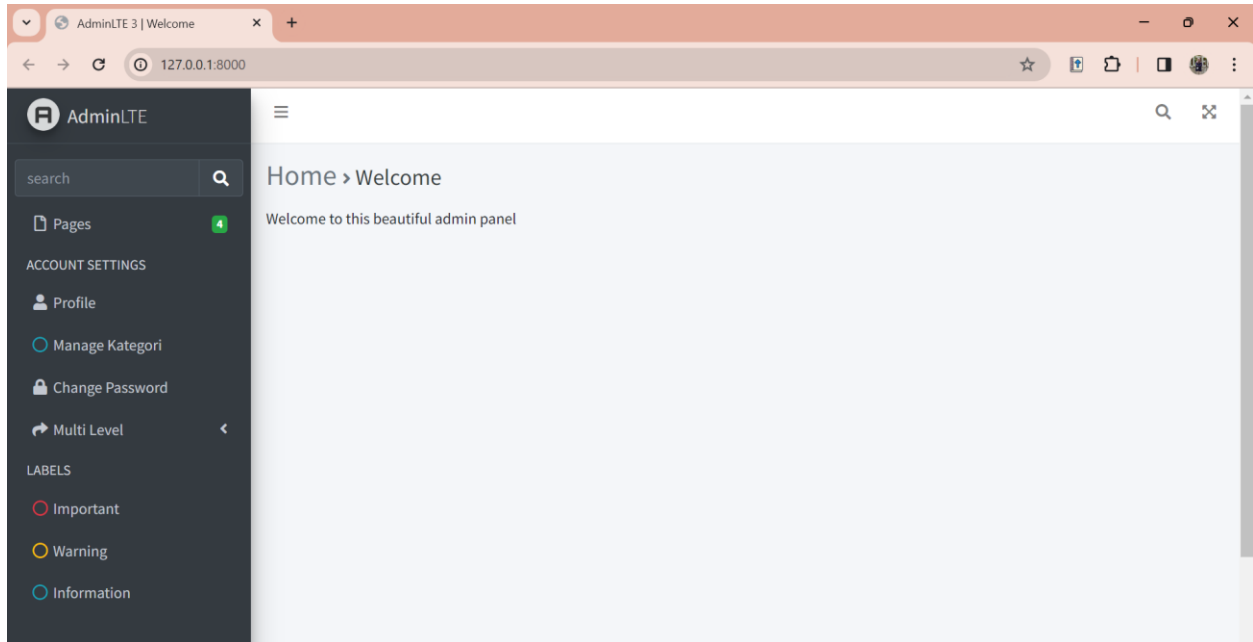 AdminLTE 3 | Welcome
127.0.0.1:8000
AdminLTE
search
Pages 4
ACCOUNT SETTINGS
Profile
Manage Kategori
Change Password
Multi Level
LABELS
Important
Warning
Information
Home › Welcome
Welcome to this beautiful admin panel